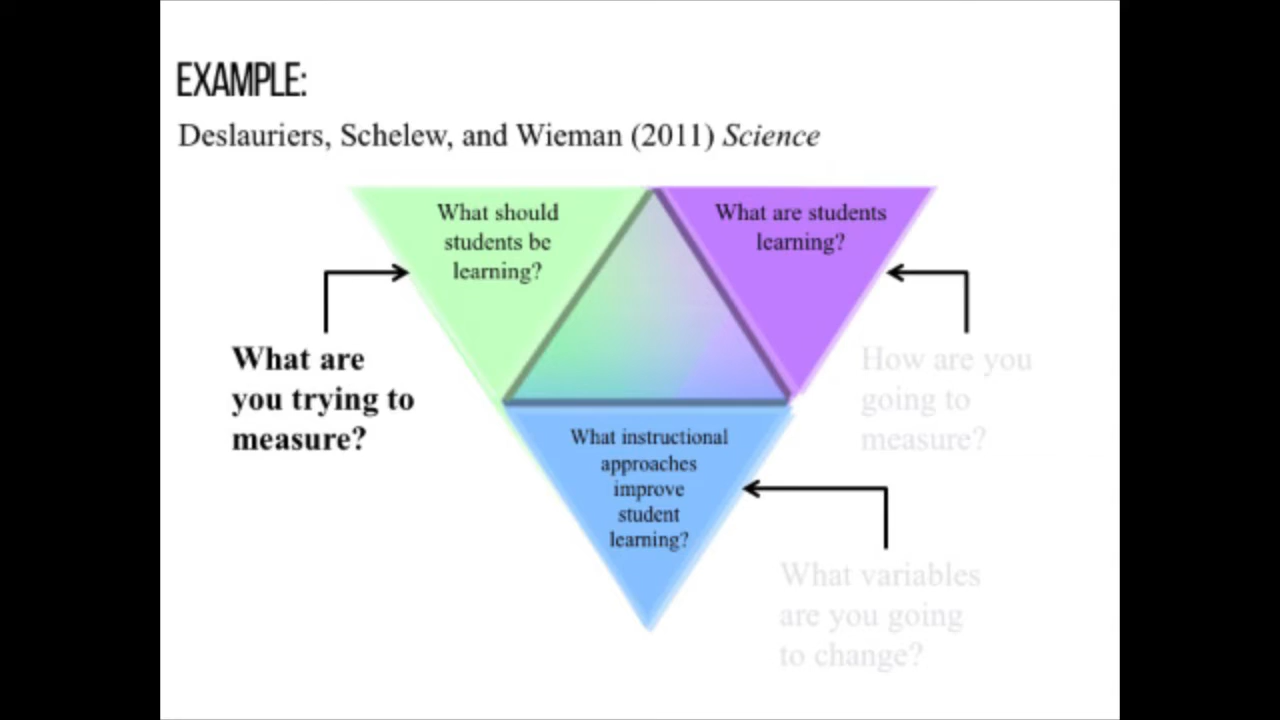 EXAMPLE:
Deslauriers, Schelew, and Wieman (2011) Science
What should
students be
learning?
What are students
learning?
What are
you trying to
measure?
How are you
going to
measure?
What instructional
approaches
improve
student
learning?
What variables
are you going
to change?